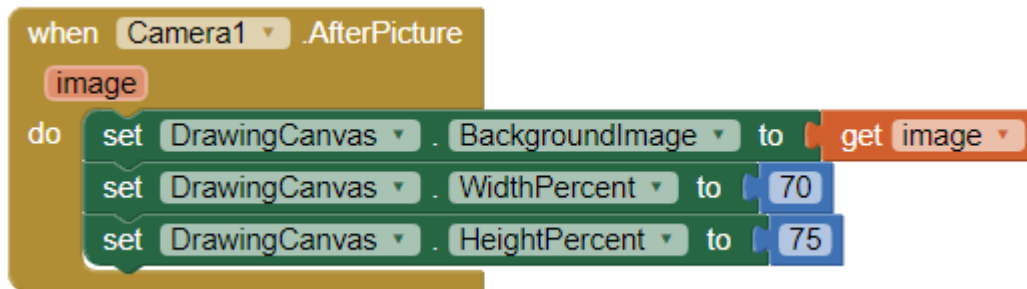 when Camera1 .AfterPicture
image
do set DrawingCanvas . BackgroundImage to get image
set DrawingCanvas . WidthPercent to 70
set DrawingCanvas . HeightPercent to 75